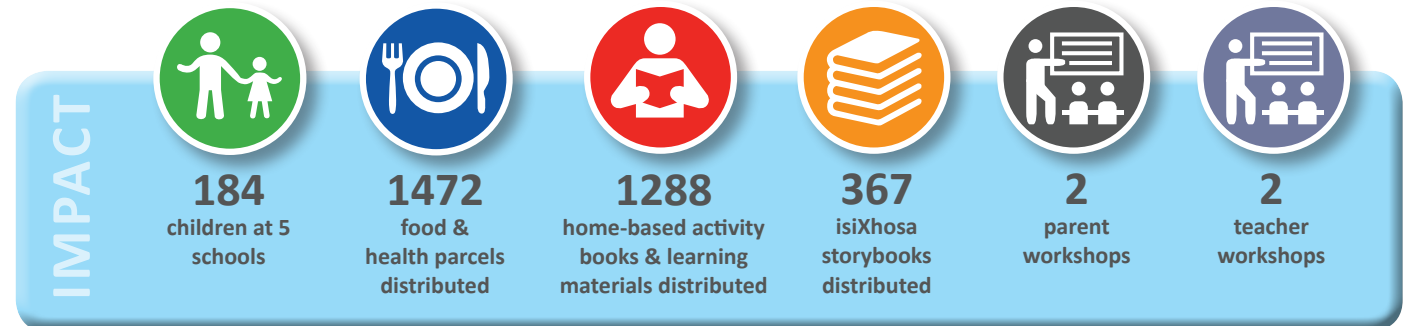 IMPACT
184
children at 5
schools
1472
food &
health parcels
distributed
1288
home-based activity
books & learning
materials distributed
367
isiXhosa
storybooks
distributed
2
parent
workshops
2
teacher
workshops